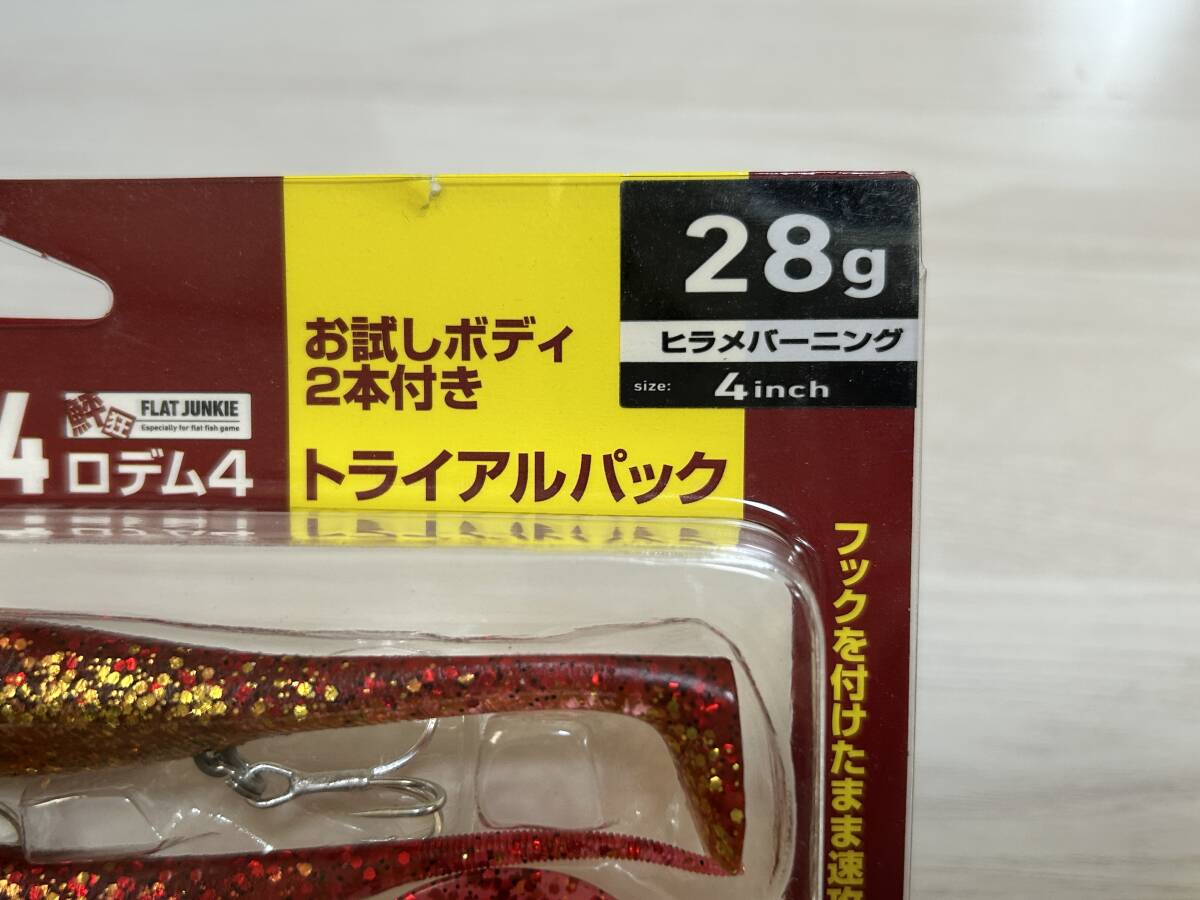 28g
ヒラメバーニング
size: 4inch
お試しボディ
2本付き
トライアルパック
鮃狂 FLAT JUNKIE
Especially for flat fish game
4 ロデム4
フックを付けたまま速攻